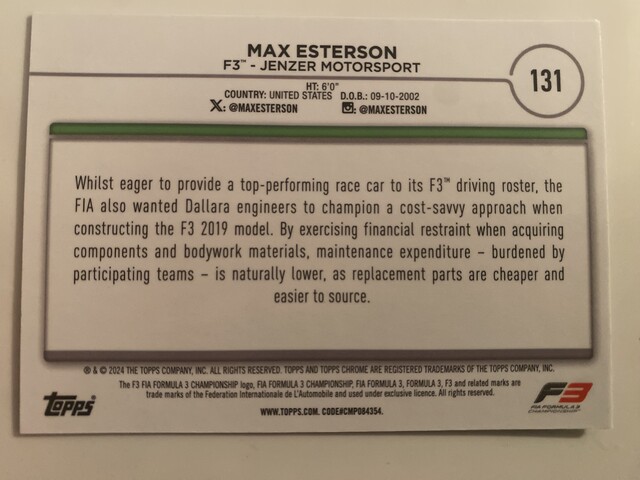 MAX ESTERSON
F3™ - JENZER MOTORSPORT
131
HT: 6'0"
COUNTRY: UNITED STATES D.O.B.: 09-10-2002
X: @MAXESTERSON : @MAXESTERSON
Whilst eager to provide a top-performing race car to its F3™ driving roster, the
FIA also wanted Dallara engineers to champion a cost-savvy approach when
constructing the F3 2019 model. By exercising financial restraint when acquiring
components and bodywork materials, maintenance expenditure – burdened by
participating teams – is naturally lower, as replacement parts are cheaper and
easier to source.
® & © 2024 THE TOPPS COMPANY, INC. ALL RIGHTS RESERVED. TOPPS AND TOPPS CHROME ARE REGISTERED TRADEMARKS OF THE TOPPS COMPANY, INC.
The F3 FIA FORMULA 3 CHAMPIONSHIP logo, FIA FORMULA 3 CHAMPIONSHIP, FIA FORMULA 3, FORMULA 3, F3 and related marks are
trade marks of the Federation Internationale de L'Automobile and used under exclusive licence. All rights reserved.
WWW.TOPPS.COM. CODE#CMP084354.
Topps
F3
FIA FORMULA 3
CHAMPIONSHIP